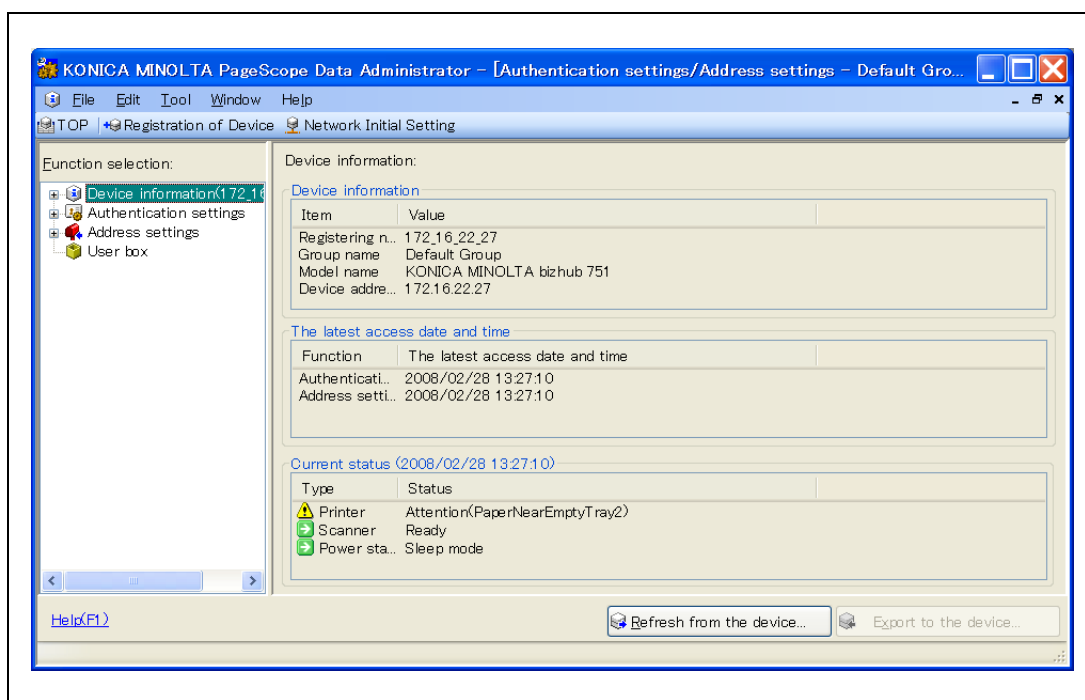 KONICA MINOLTA PageScope Data Administrator - [Authentication settings/Address settings - Default Gro...
File Edit Tool Window Help
TOP Registration of Device Network Initial Setting
Function selection:
Device information(172_16
Authentication settings
Address settings
User box
Device information:
Device information
Item Value
Registering n... 172_16_22_27
Group name Default Group
Model name KONICA MINOLTA bizhub 751
Device addre... 172.16.22.27
The latest access date and time
Function The latest access date and time
Authenticati... 2008/02/28 13:27:10
Address setti... 2008/02/28 13:27:10
Current status (2008/02/28 13:27:10)
Type Status
Printer Attention(PaperNearEmptyTray2)
Scanner Ready
Power sta... Sleep mode
Help(F1)
Refresh from the device...
Export to the device...